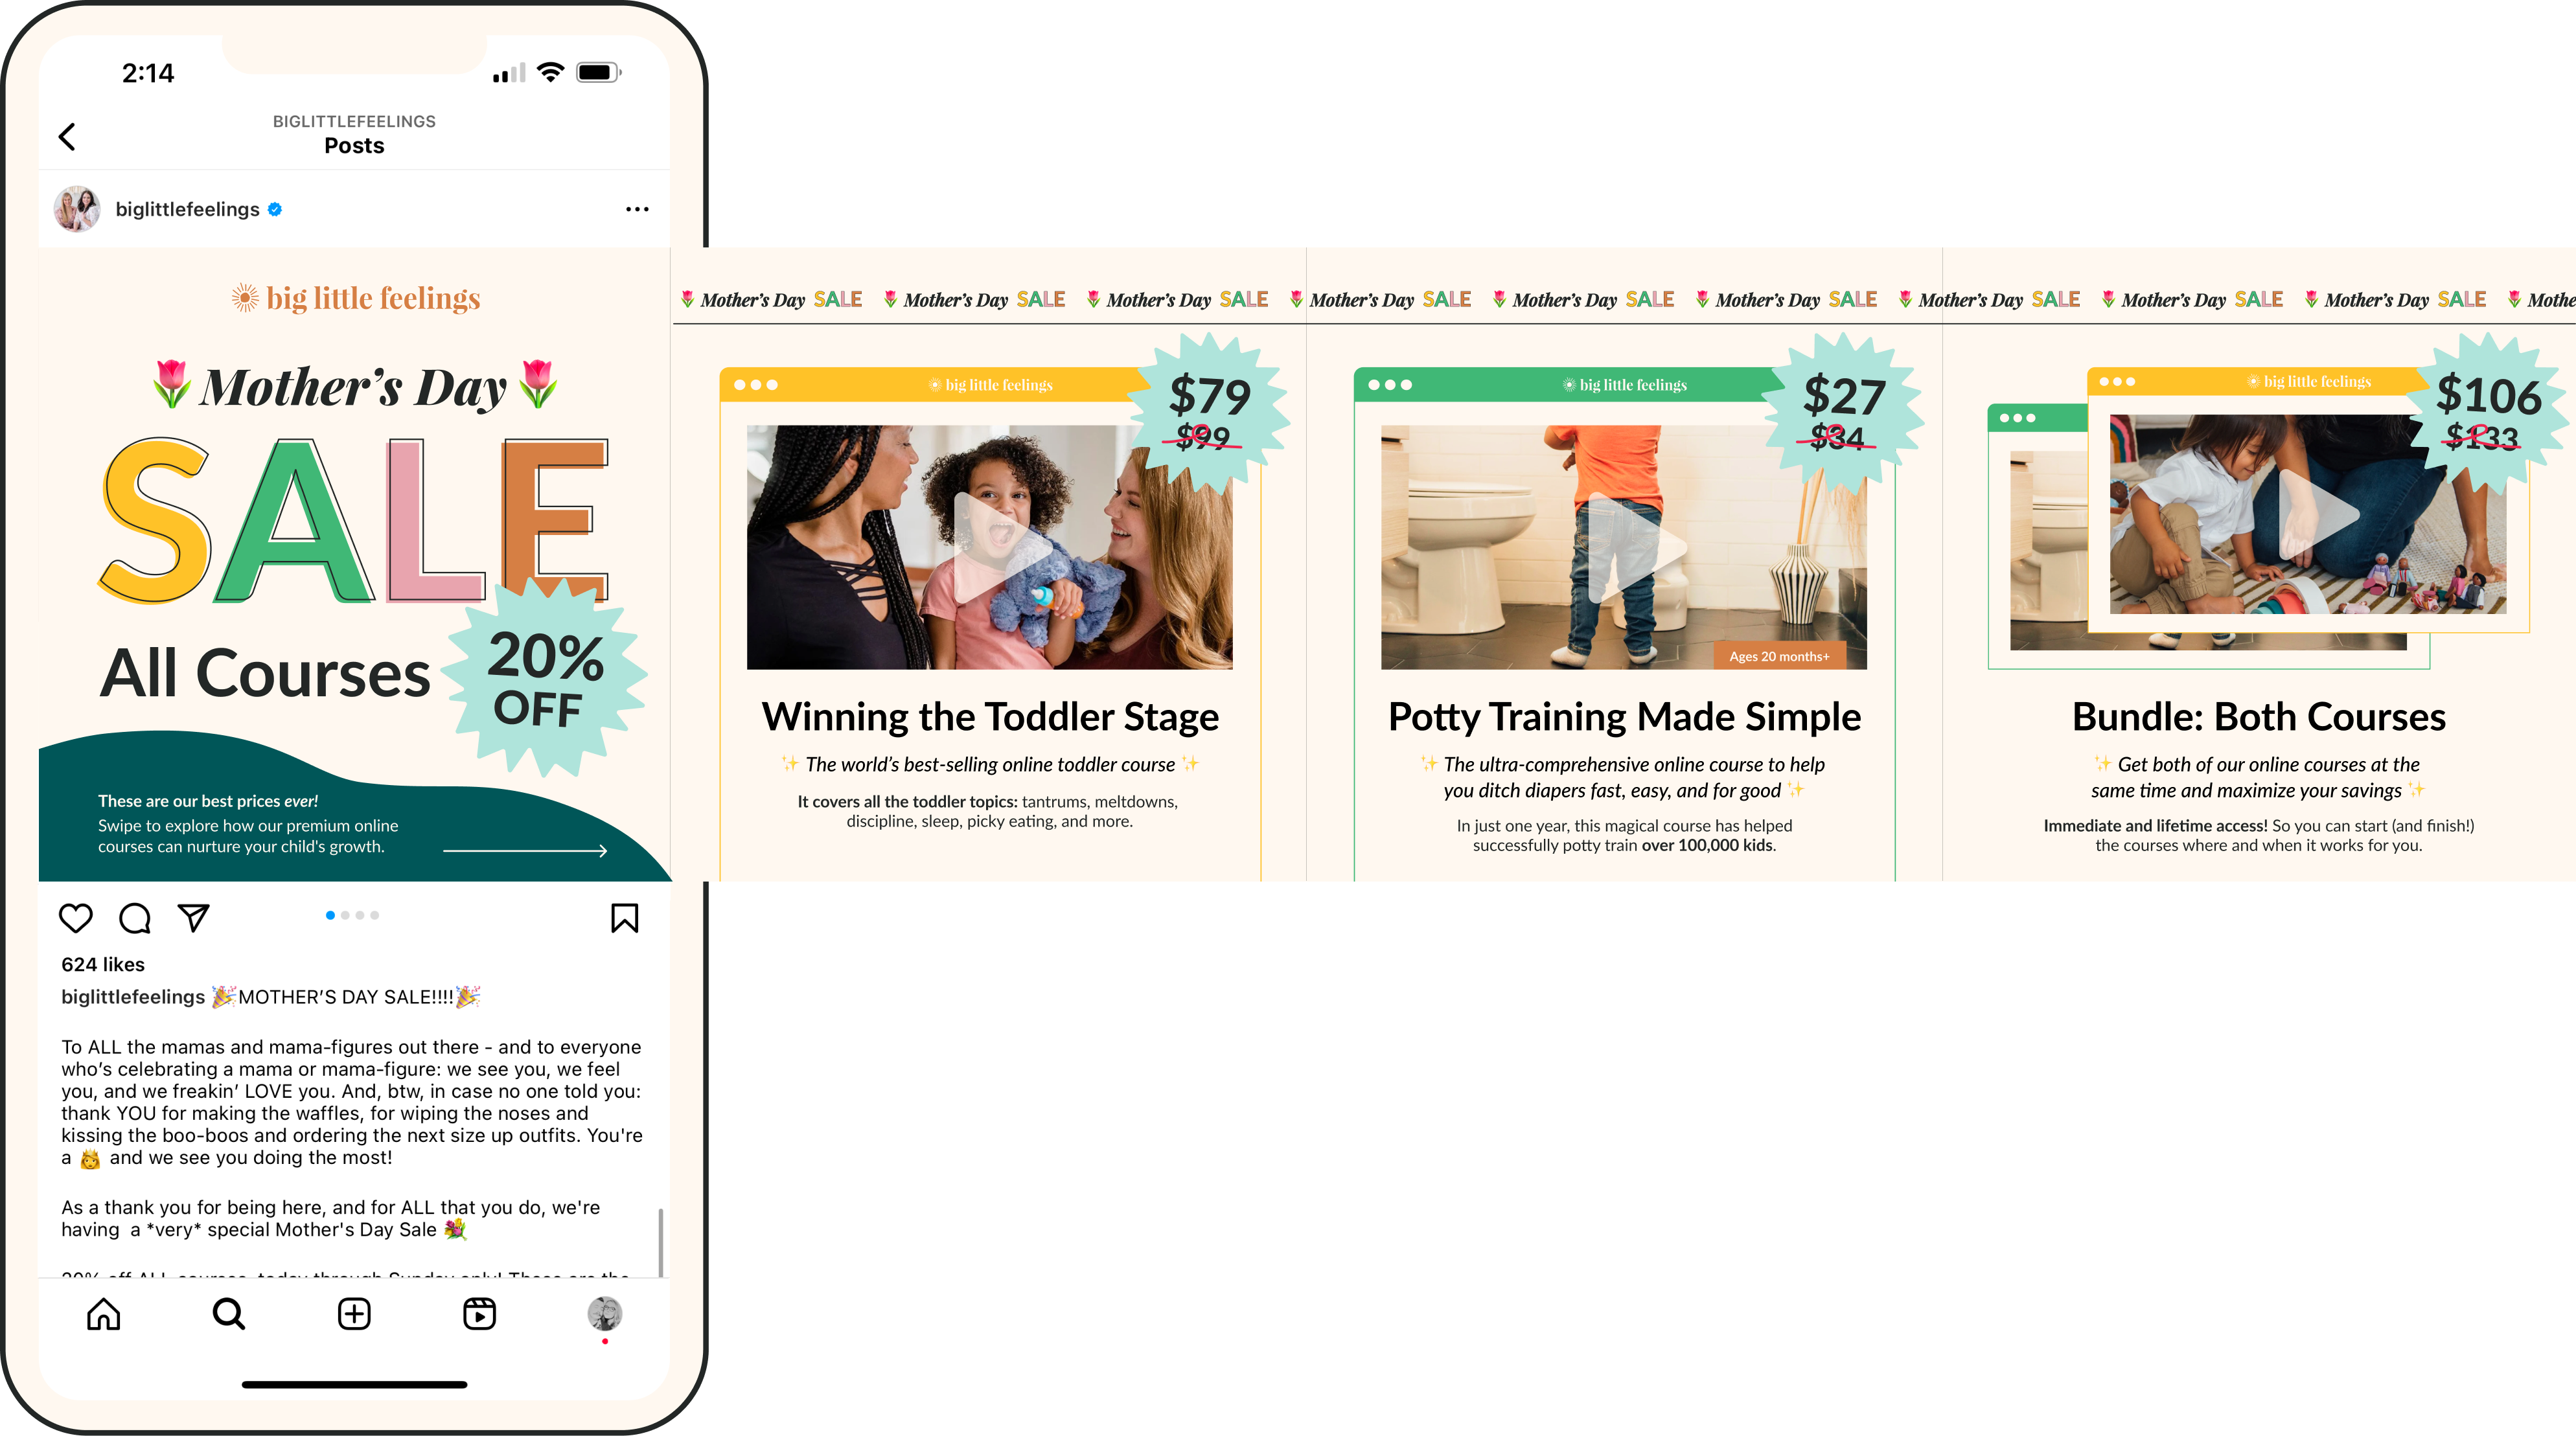 2:14
BIGLITTLEFEELINGS
Posts
biglittlefeelings
big little feelings
🌷Mother's Day🌷
SALE
All Courses
20%
OFF
These are our best prices ever!
Swipe to explore how our premium online
courses can nurture your child's growth.
624 likes
biglittlefeelings 🎉MOTHER'S DAY SALE!!!!🎉
To ALL the mamas and mama-figures out there - and to everyone
who's celebrating a mama or mama-figure: we see you, we feel
you, and we freakin' LOVE you. And, btw, in case no one told you:
thank YOU for making the waffles, for wiping the noses and
kissing the boo-boos and ordering the next size up outfits. You're
a 👸 and we see you doing the most!
As a thank you for being here, and for ALL that you do, we're
having  a *very* special Mother's Day Sale 💐
20% off ALL courses, today through Sunday only! These are the
🌷 Mother's Day SALE 🌷 Mother's Day SALE 🌷 Mother's Day SALE 🌷 Mother's Day SALE 🌷 Mother's Day SALE 🌷 Mother's Day SALE 🌷 Mother's Day SALE 🌷 Mother's Day SALE 🌷 Mother's Day SALE 🌷 Mothe
big little feelings
$79
$99
Winning the Toddler Stage
✨ The world's best-selling online toddler course ✨
It covers all the toddler topics: tantrums, meltdowns,
discipline, sleep, picky eating, and more.
big little feelings
$27
$34
Ages 20 months+
Potty Training Made Simple
✨ The ultra-comprehensive online course to help
you ditch diapers fast, easy, and for good ✨
In just one year, this magical course has helped
successfully potty train over 100,000 kids.
big little feelings
$106
$133
Bundle: Both Courses
✨ Get both of our online courses at the
same time and maximize your savings ✨
Immediate and lifetime access! So you can start (and finish!)
the courses where and when it works for you.